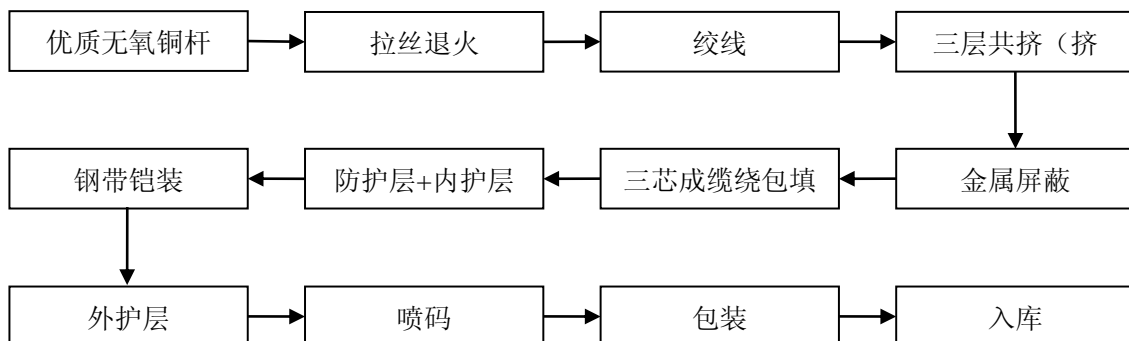 优质无氧铜杆
拉丝退火
绞线
三层共挤（挤
金属屏蔽
三芯成缆绕包填
防护层+内护层
钢带铠装
外护层
喷码
包装
入库